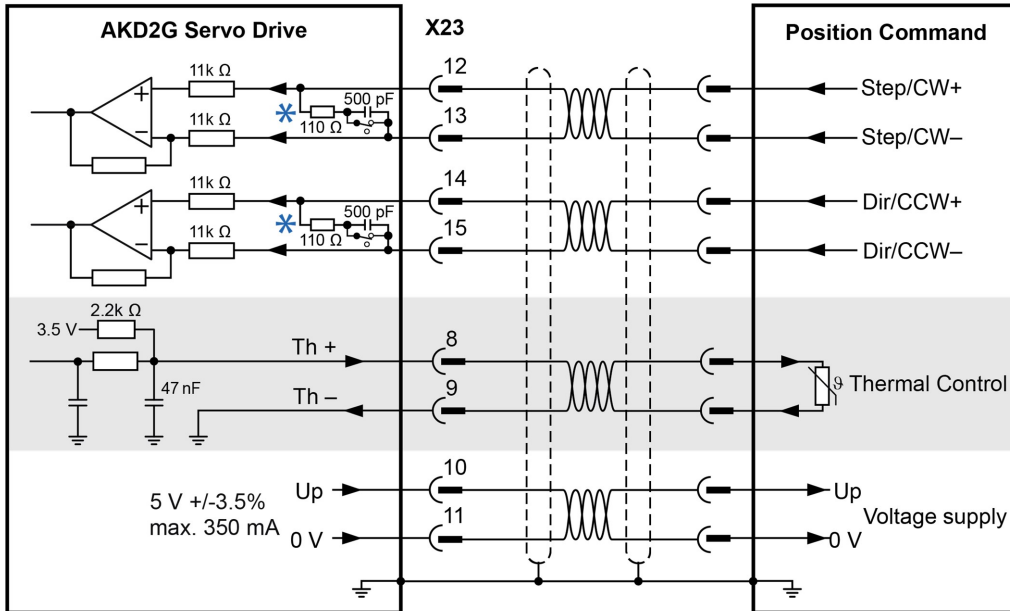 AKD2G Servo Drive
X23
Position Command
11k Ω
12
Step/CW+
500 pF
110 Ω
11k Ω
13
Step/CW–
11k Ω
14
Dir/CCW+
500 pF
110 Ω
11k Ω
15
Dir/CCW–
2.2k Ω
3.5 V
Th +
8
47 nF
ϑ Thermal Control
Th –
9
10
Up
Up
5 V +/-3.5%
max. 350 mA
Voltage supply
11
0 V
0 V